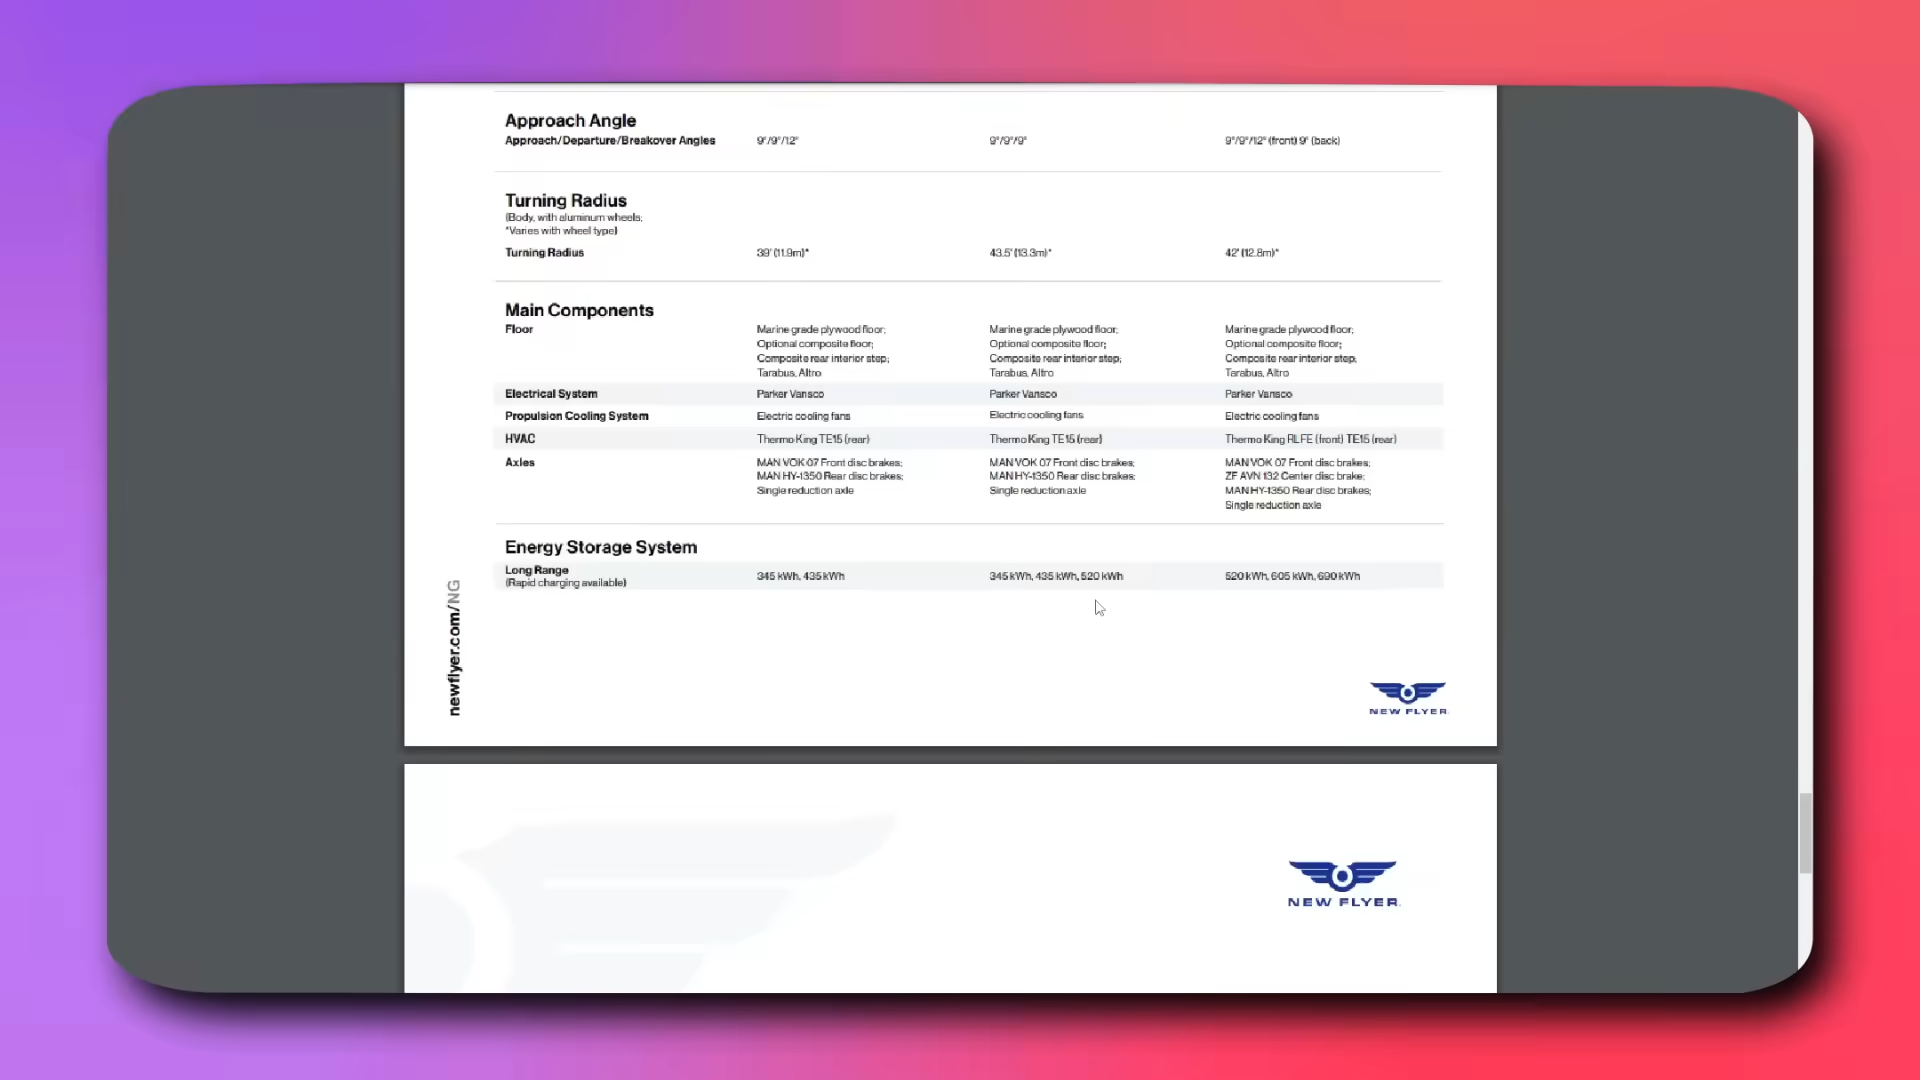 Approach Angle
Approach/Departure/Breakover Angles 9°/9°/12° 9°/9°/9° 9°/9°/12° (front) 9° (back)
Turning Radius
(Body, with aluminum wheels;
*Varies with wheel type)
Turning Radius 39' (11.9m)* 43.5' (13.3m)* 42' (12.8m)*
Main Components
Floor Marine grade plywood floor; Marine grade plywood floor; Marine grade plywood floor;
Optional composite floor; Optional composite floor; Optional composite floor;
Composite rear interior step; Composite rear interior step; Composite rear interior step;
Tarabus, Altro Tarabus, Altro Tarabus, Altro
Electrical System Parker Vansco Parker Vansco Parker Vansco
Propulsion Cooling System Electric cooling fans Electric cooling fans Electric cooling fans
HVAC Thermo King TE15 (rear) Thermo King TE15 (rear) Thermo King RLFE (front) TE15 (rear)
Axles MAN VOK 07 Front disc brakes; MAN VOK 07 Front disc brakes; MAN VOK 07 Front disc brakes;
MAN HY-1350 Rear disc brakes; MAN HY-1350 Rear disc brakes; ZF AVN 132 Center disc brake;
Single reduction axle Single reduction axle MAN HY-1350 Rear disc brakes;
Single reduction axle
Energy Storage System
Long Range
(Rapid charging available) 345 kWh, 435 kWh 345 kWh, 435 kWh, 520 kWh 520 kWh, 605 kWh, 690 kWh
newflyer.com/NG
NEW FLYER
NEW FLYER